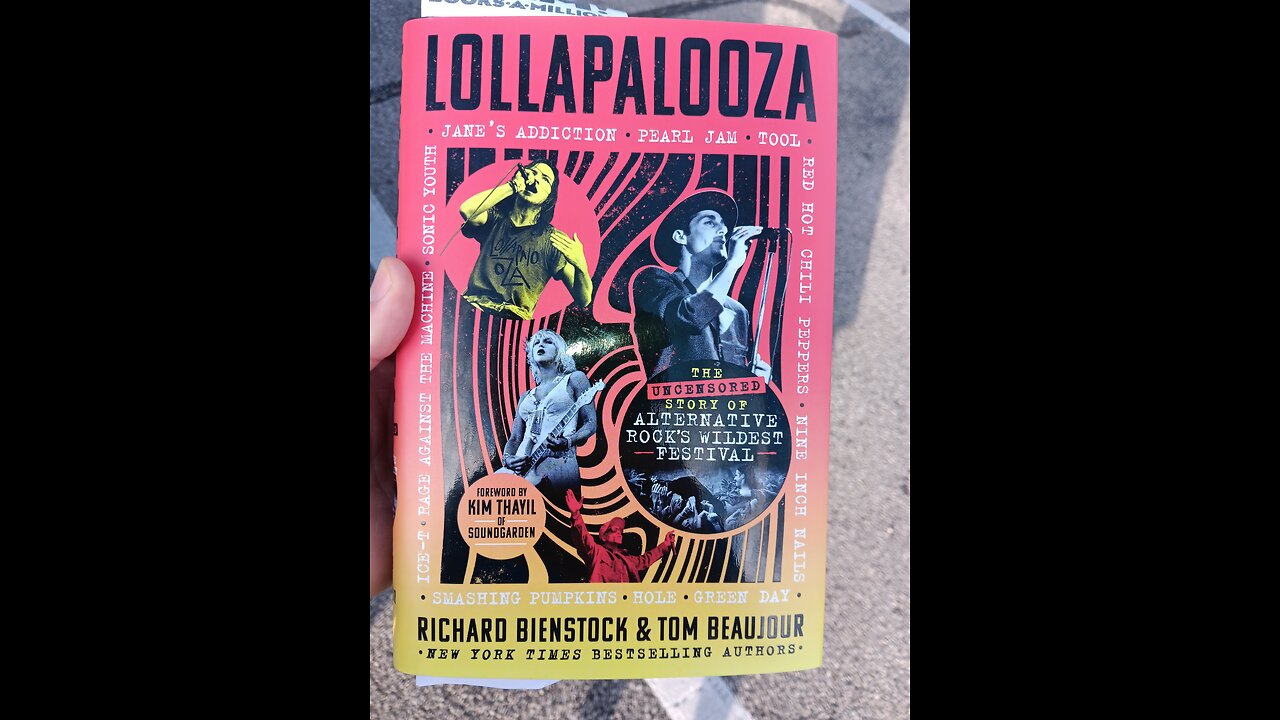 BOOKS-A-MILLION
LOLLAPALOOZA
• JANE'S ADDICTION • PEARL JAM • TOOL •
RED HOT CHILI PEPPERS • NINE INCH NAILS
ICE-T • RAGE AGAINST THE MACHINE • SONIC YOUTH
THE
UNCENSORED
STORY OF
ALTERNATIVE
ROCK'S WILDEST
FESTIVAL
FOREWORD BY
KIM THAYIL
OF
SOUNDGARDEN
• SMASHING PUMPKINS • HOLE • GREEN DAY •
RICHARD BIENSTOCK & TOM BEAUJOUR
•NEW YORK TIMES BESTSELLING AUTHORS•